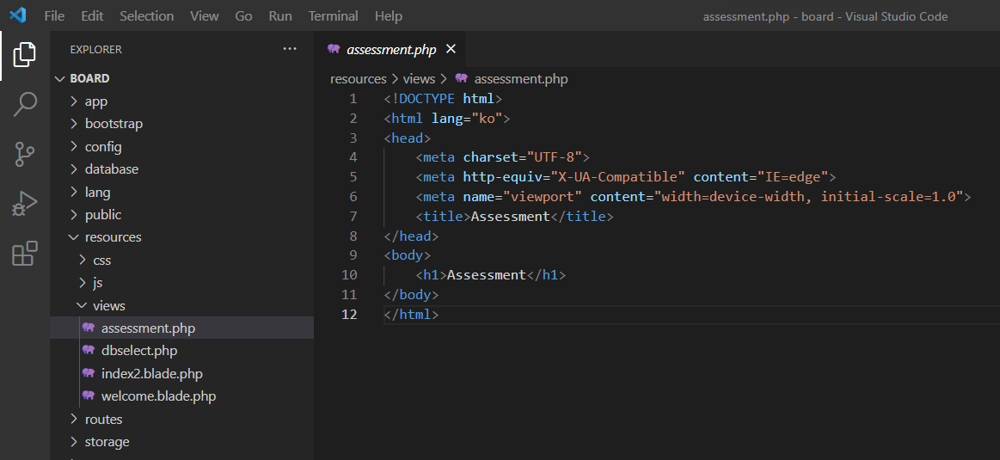 File Edit Selection View Go Run Terminal Help
assessment.php - board - Visual Studio Code
EXPLORER
BOARD
app
bootstrap
config
database
lang
public
resources
css
js
views
assessment.php
dbselect.php
index2.blade.php
welcome.blade.php
routes
storage
assessment.php
resources > views > assessment.php
1 <!DOCTYPE html>
2 <html lang="ko">
3 <head>
4     <meta charset="UTF-8">
5     <meta http-equiv="X-UA-Compatible" content="IE=edge">
6     <meta name="viewport" content="width=device-width, initial-scale=1.0">
7     <title>Assessment</title>
8 </head>
9 <body>
10     <h1>Assessment</h1>
11 </body>
12 </html>